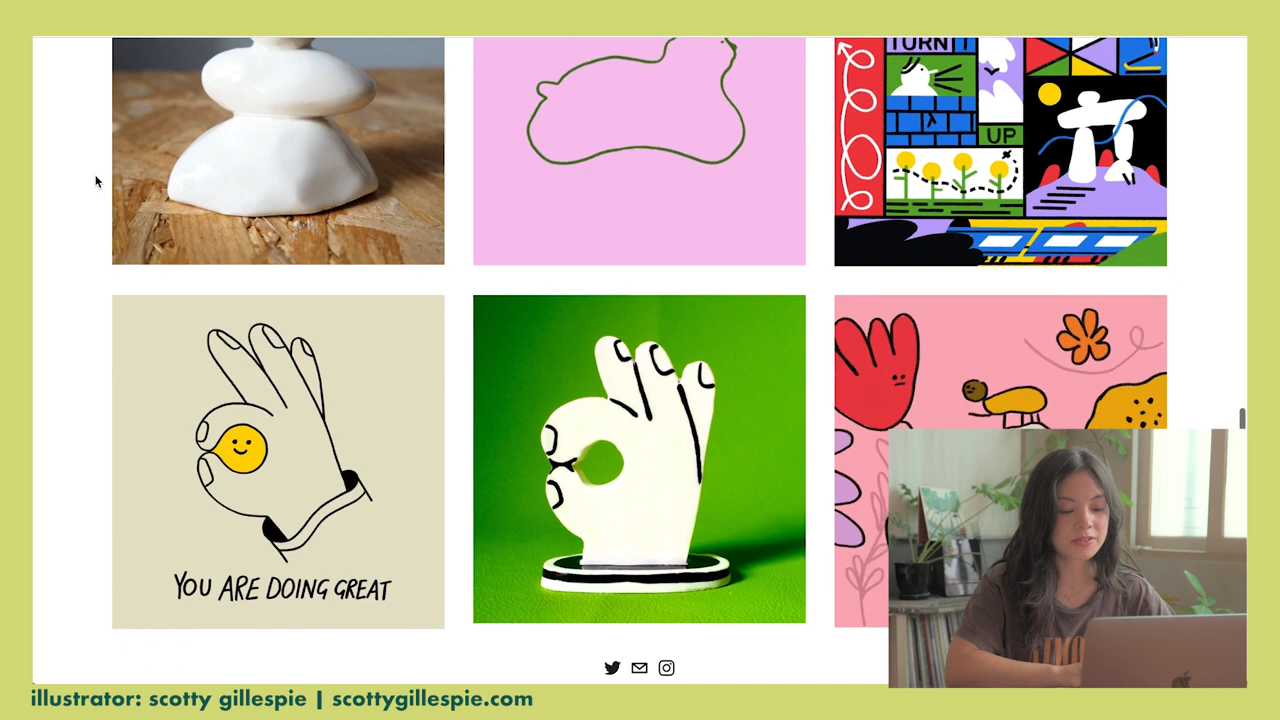 TURN
UP
YOU ARE DOING GREAT
illustrator: scotty gillespie | scottygillespie.com